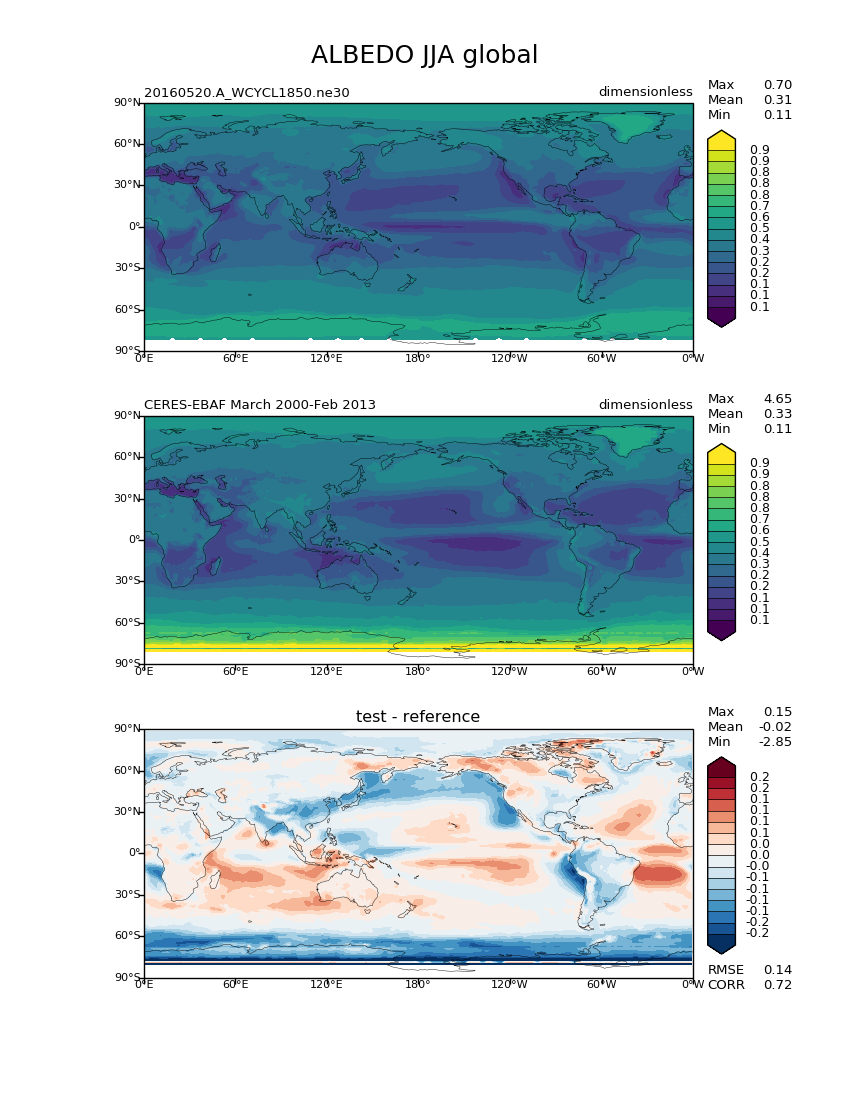 ALBEDO JJA global
20160520.A_WCYCL1850.ne30 dimensionless
Max 0.70
Mean 0.31
Min 0.11
90°N
60°N
30°N
0°
30°S
60°S
90°S
0°E 60°E 120°E 180° 120°W 60°W 0°W
0.9
0.9
0.8
0.8
0.8
0.7
0.6
0.5
0.4
0.3
0.2
0.2
0.1
0.1
0.1
CERES-EBAF March 2000-Feb 2013 dimensionless
Max 4.65
Mean 0.33
Min 0.11
90°N
60°N
30°N
0°
30°S
60°S
90°S
0°E 60°E 120°E 180° 120°W 60°W 0°W
0.9
0.9
0.8
0.8
0.8
0.7
0.6
0.5
0.4
0.3
0.2
0.2
0.1
0.1
0.1
test - reference
Max 0.15
Mean -0.02
Min -2.85
90°N
60°N
30°N
0°
30°S
60°S
90°S
0°E 60°E 120°E 180° 120°W 60°W 0°W
0.2
0.2
0.1
0.1
0.1
0.1
0.0
0.0
-0.0
-0.1
-0.1
-0.1
-0.1
-0.2
-0.2
RMSE 0.14
CORR 0.72